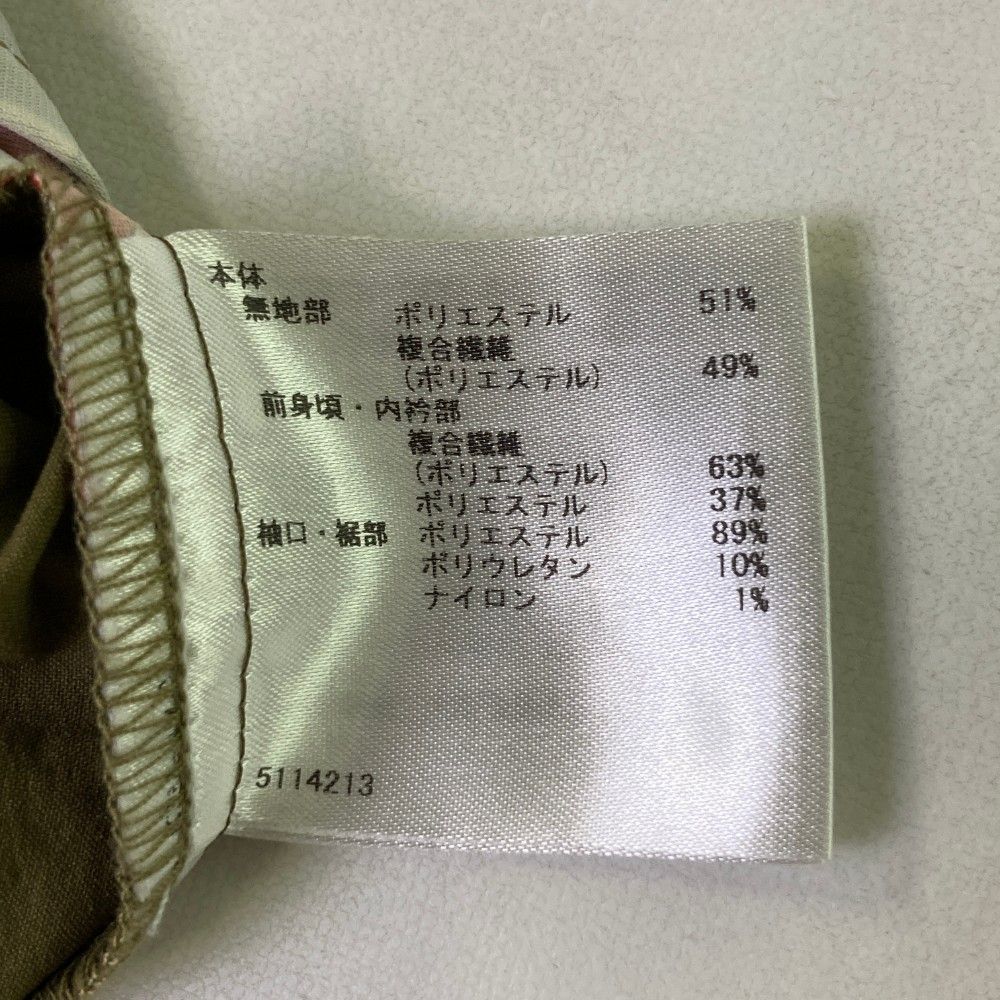 本体
無地部 ポリエステル 51%
複合繊維
(ポリエステル) 49%
前身頃・内衿部
複合繊維
(ポリエステル) 63%
ポリエステル 37%
袖口・裾部 ポリエステル 89%
ポリウレタン 10%
ナイロン 1%
5114213